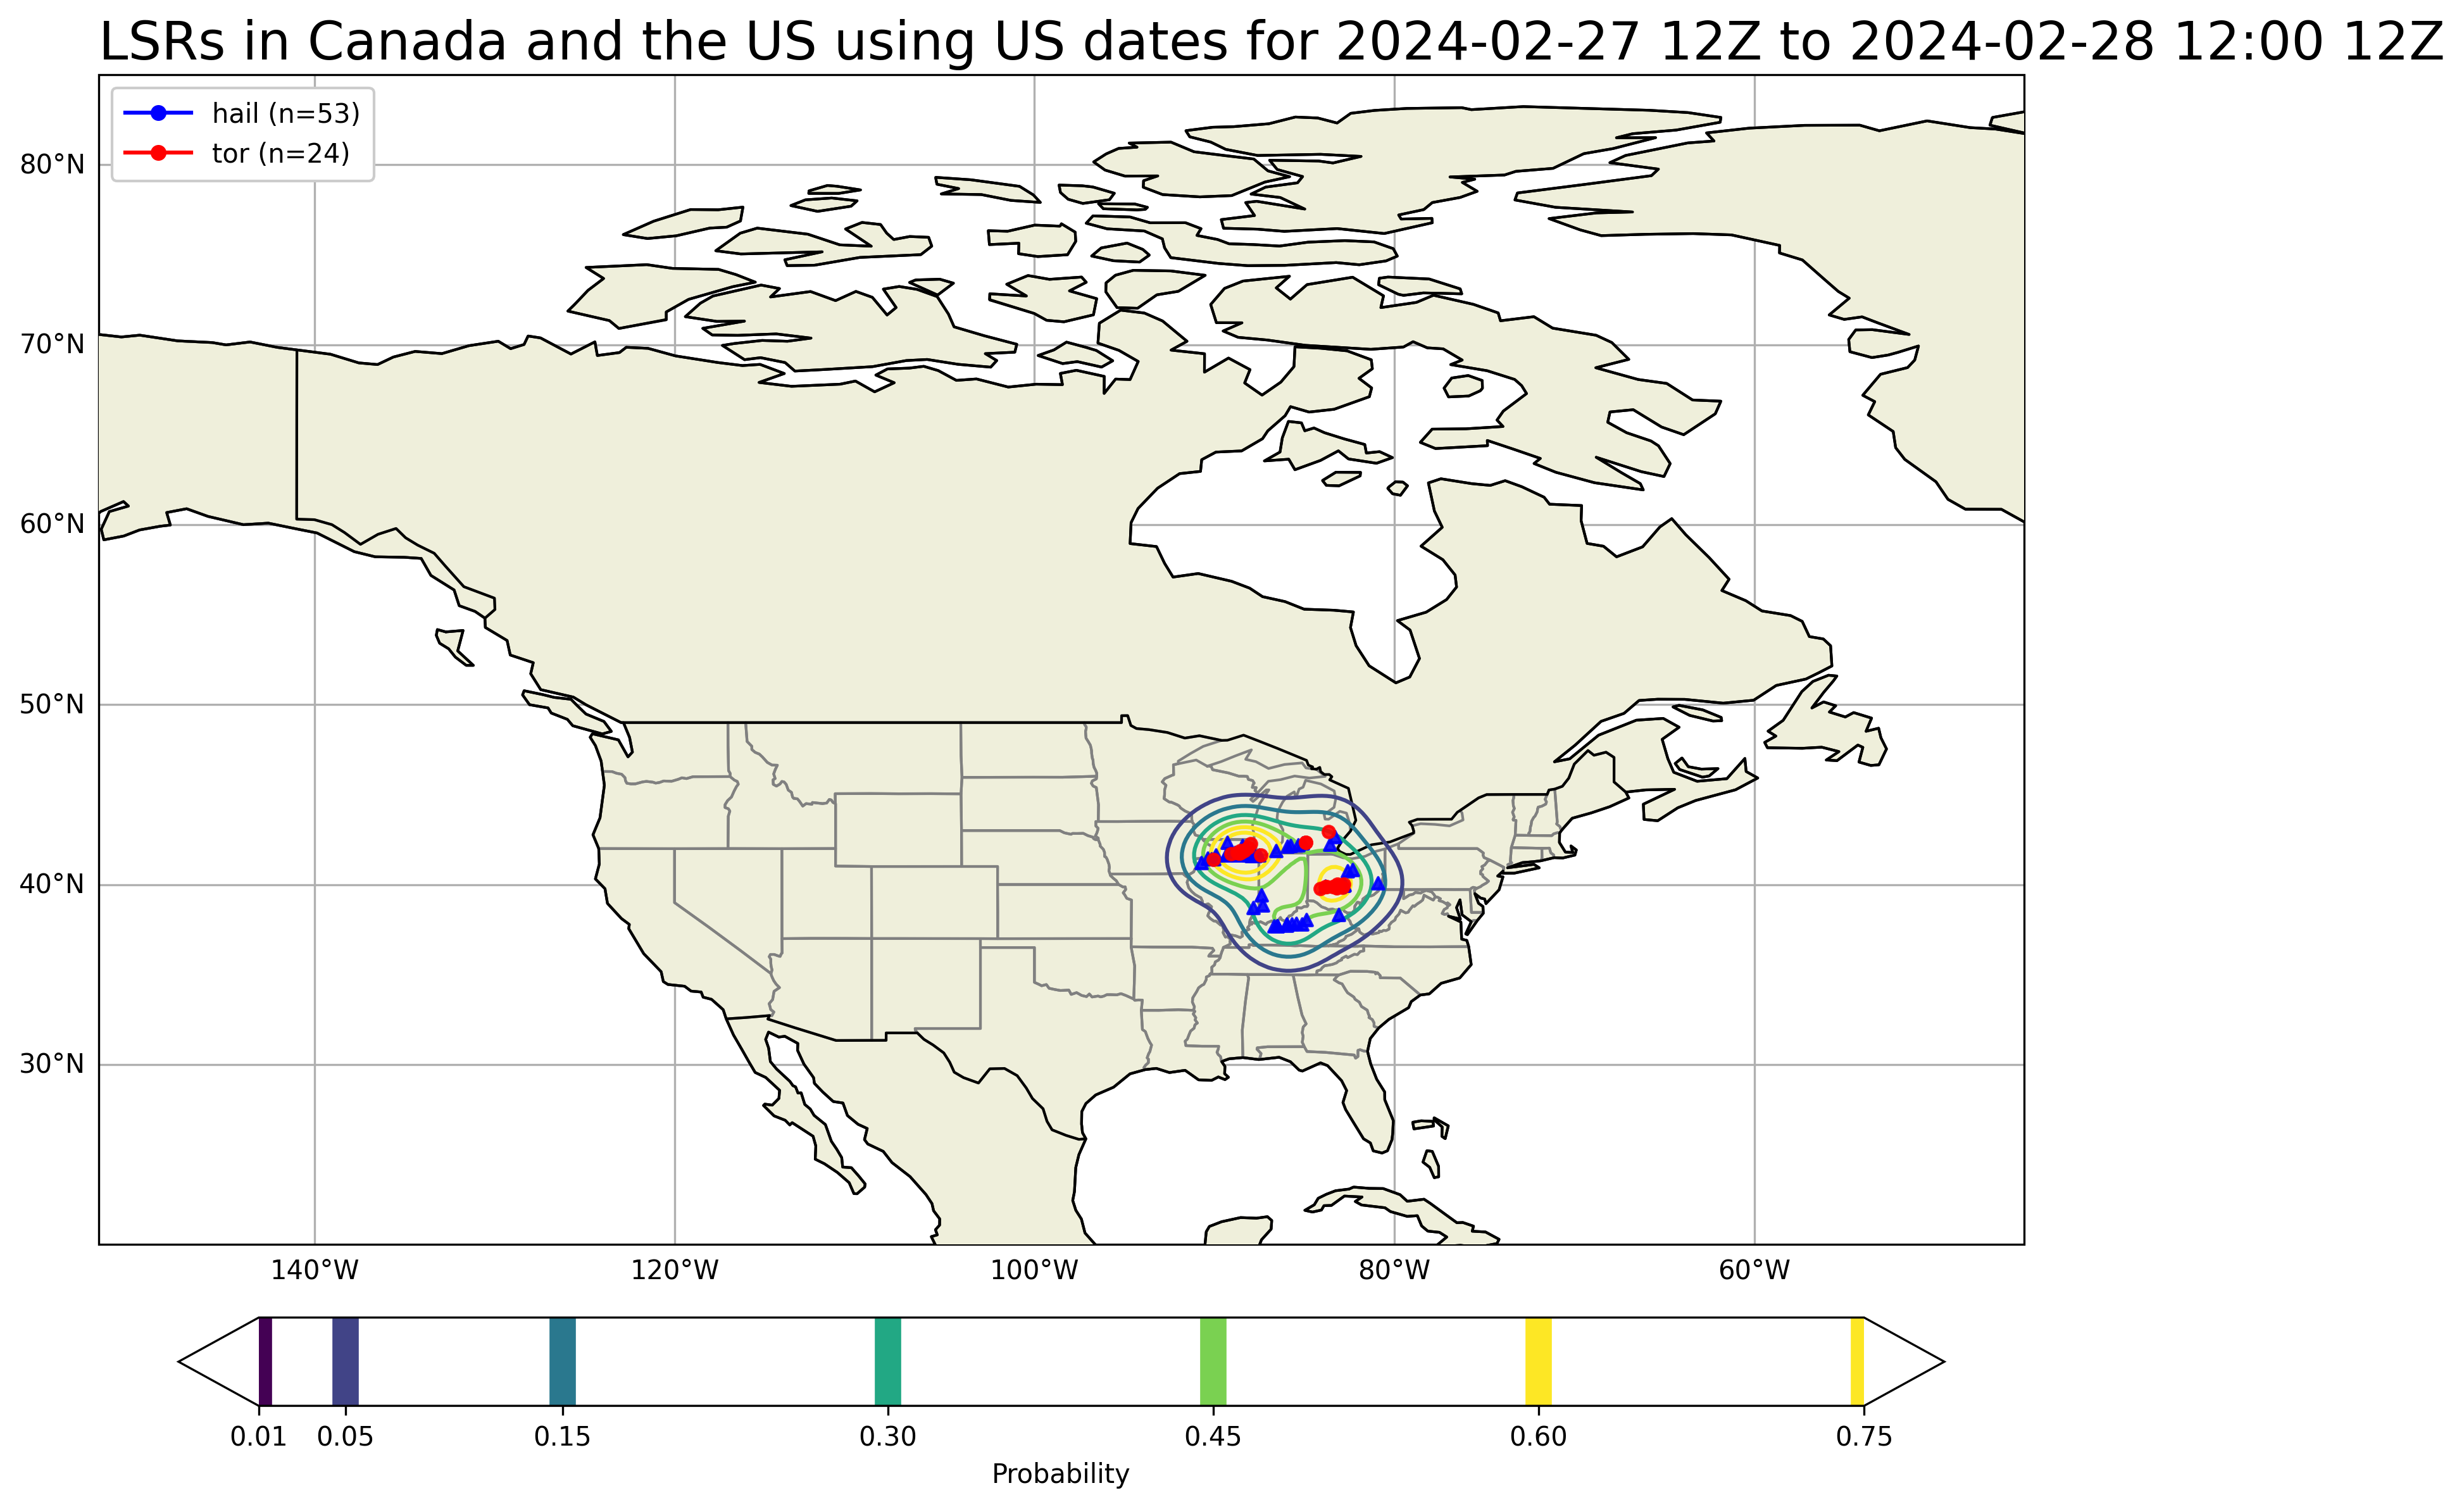 LSRs in Canada and the US using US dates for 2024-02-27 12Z to 2024-02-28 12:00 12Z
hail (n=53)
tor (n=24)
80°N
70°N
60°N
50°N
40°N
30°N
140°W 120°W 100°W 80°W 60°W
0.01 0.05 0.15 0.30 0.45 0.60 0.75
Probability